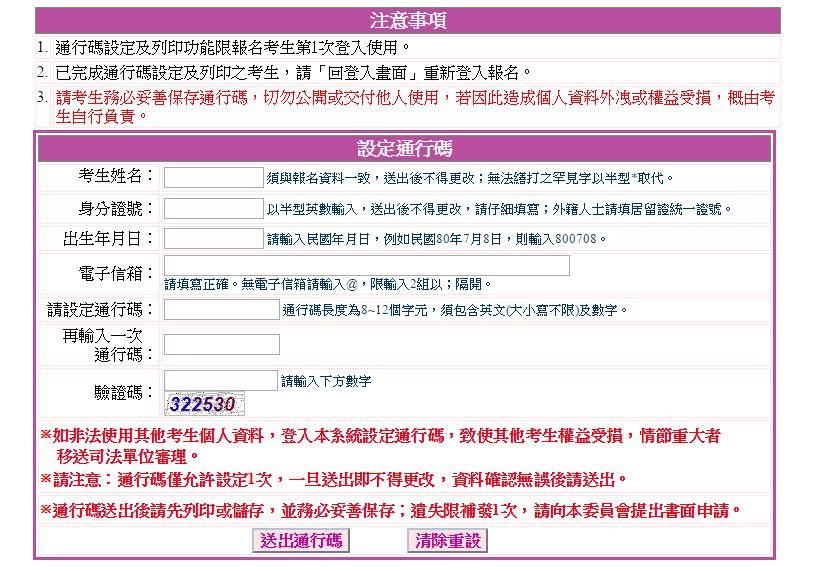 注意事項
1. 通行碼設定及列印功能限報名考生第1次登入使用。
2. 已完成通行碼設定及列印之考生，請「回登入畫面」重新登入報名。
3. 請考生務必妥善保存通行碼，切勿公開或交付他人使用，若因此造成個人資料外洩或權益受損，概由考
生自行負責。
設定通行碼
考生姓名： 須與報名資料一致，送出後不得更改；無法繕打之罕見字以半型*取代。
身分證號： 以半型英數輸入，送出後不得更改，請仔細填寫；外籍人士請填居留證統一證號。
出生年月日： 請輸入民國年月日，例如民國80年7月8日，則輸入800708。
電子信箱：
請填寫正確。無電子信箱請輸入@，限輸入2組以；隔開。
請設定通行碼： 通行碼長度為8~12個字元，須包含英文(大小寫不限)及數字。
再輸入一次
通行碼：
驗證碼： 請輸入下方數字
322530
※如非法使用其他考生個人資料，登入本系統設定通行碼，致使其他考生權益受損，情節重大者
移送司法單位審理。
※請注意：通行碼僅允許設定1次，一旦送出即不得更改，資料確認無誤後請送出。
※通行碼送出後請先列印或儲存，並務必妥善保存；遺失限補發1次，請向本委員會提出書面申請。
送出通行碼 清除重設